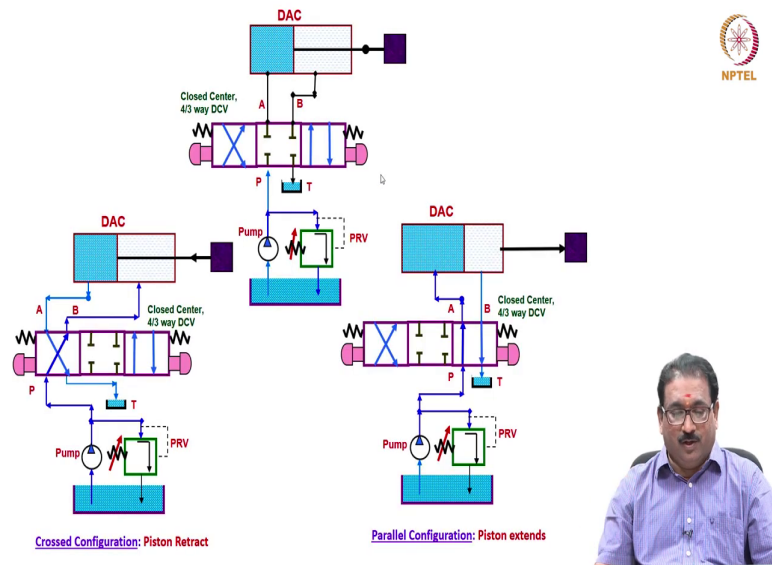 DAC
NPTEL
A
B
Closed Center,
4/3 way DCV
P
T
Pump
PRV
DAC
A
B
Closed Center,
4/3 way DCV
P
T
Pump
PRV
Crossed Configuration: Piston Retract
DAC
A
B
Closed Center,
4/3 way DCV
P
T
Pump
PRV
Parallel Configuration: Piston extends